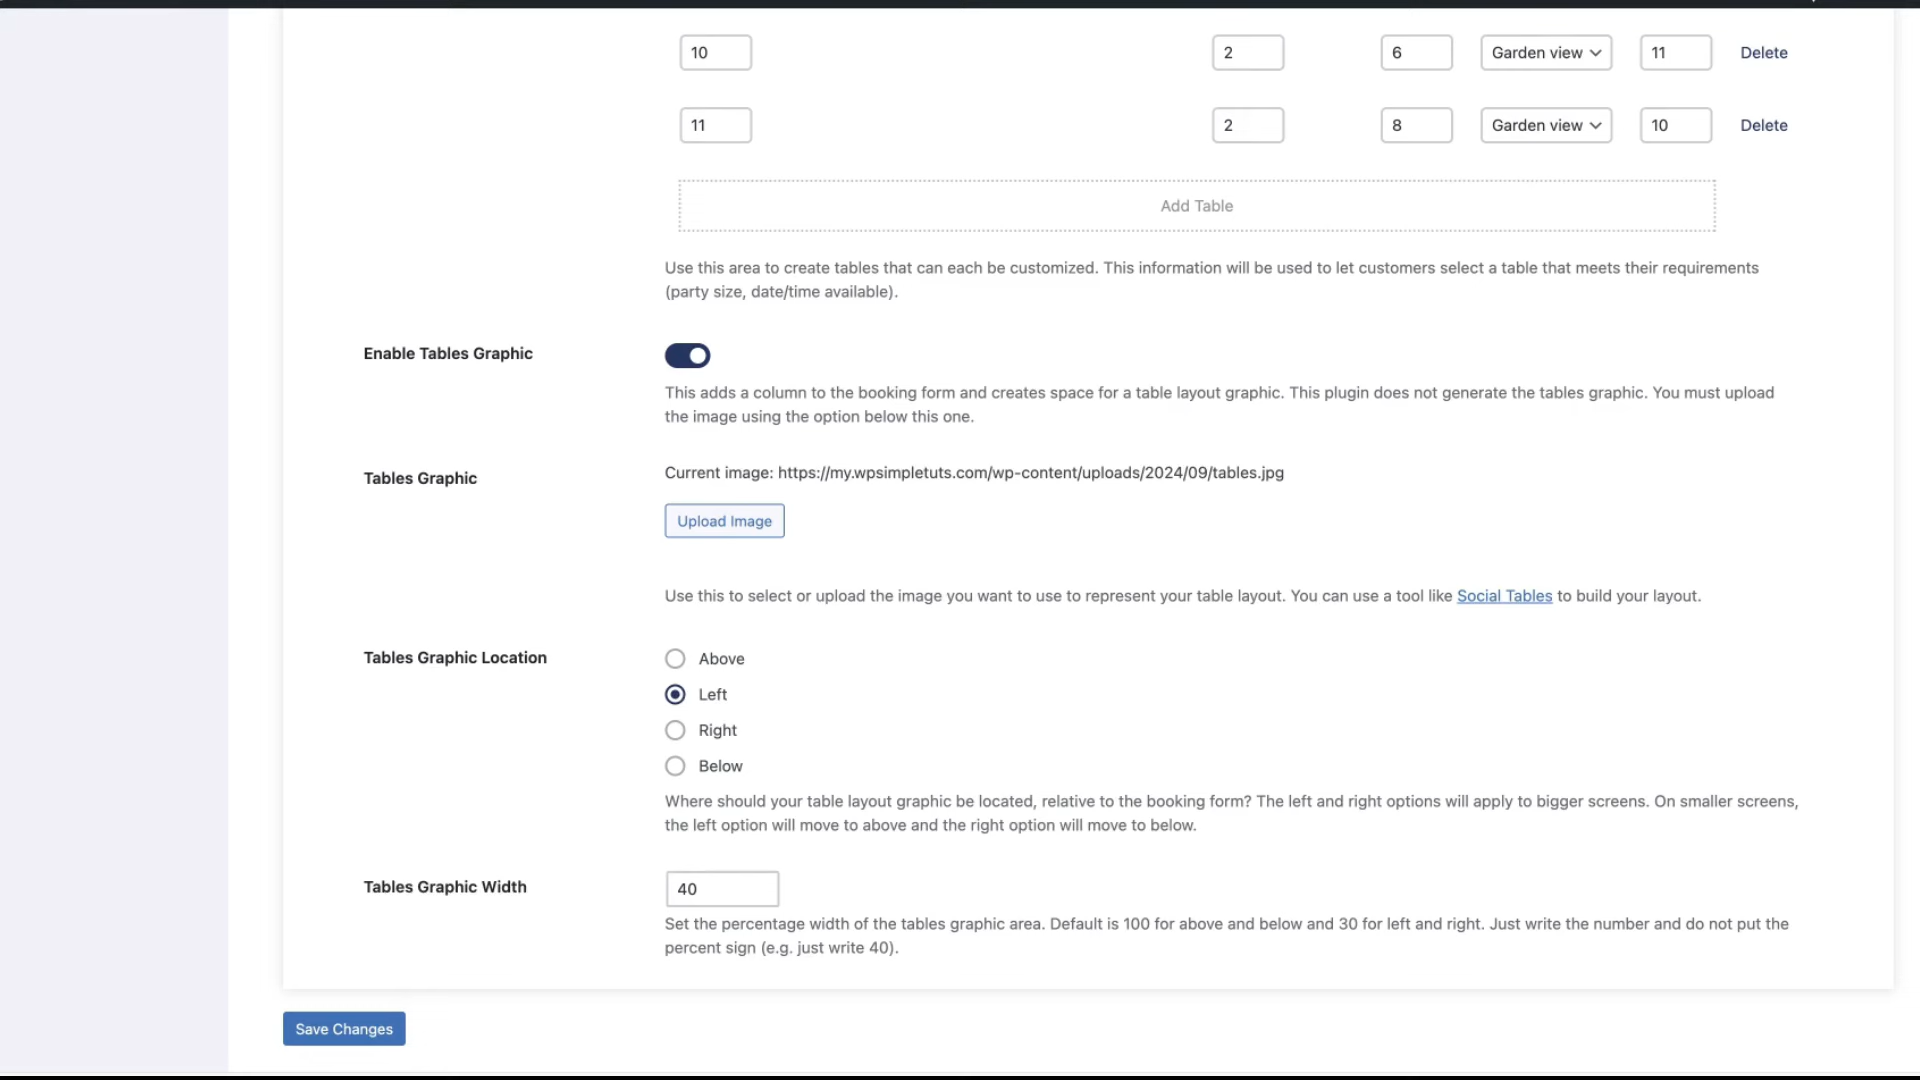 10 2 6 Garden view 11 Delete
11 2 8 Garden view 10 Delete
Add Table
Use this area to create tables that can each be customized. This information will be used to let customers select a table that meets their requirements
(party size, date/time available).
Enable Tables Graphic
This adds a column to the booking form and creates space for a table layout graphic. This plugin does not generate the tables graphic. You must upload
the image using the option below this one.
Tables Graphic
Current image: https://my.wpsimpletuts.com/wp-content/uploads/2024/09/tables.jpg
Upload Image
Use this to select or upload the image you want to use to represent your table layout. You can use a tool like Social Tables to build your layout.
Tables Graphic Location
Above
Left
Right
Below
Where should your table layout graphic be located, relative to the booking form? The left and right options will apply to bigger screens. On smaller screens,
the left option will move to above and the right option will move to below.
Tables Graphic Width
40
Set the percentage width of the tables graphic area. Default is 100 for above and below and 30 for left and right. Just write the number and do not put the
percent sign (e.g. just write 40).
Save Changes